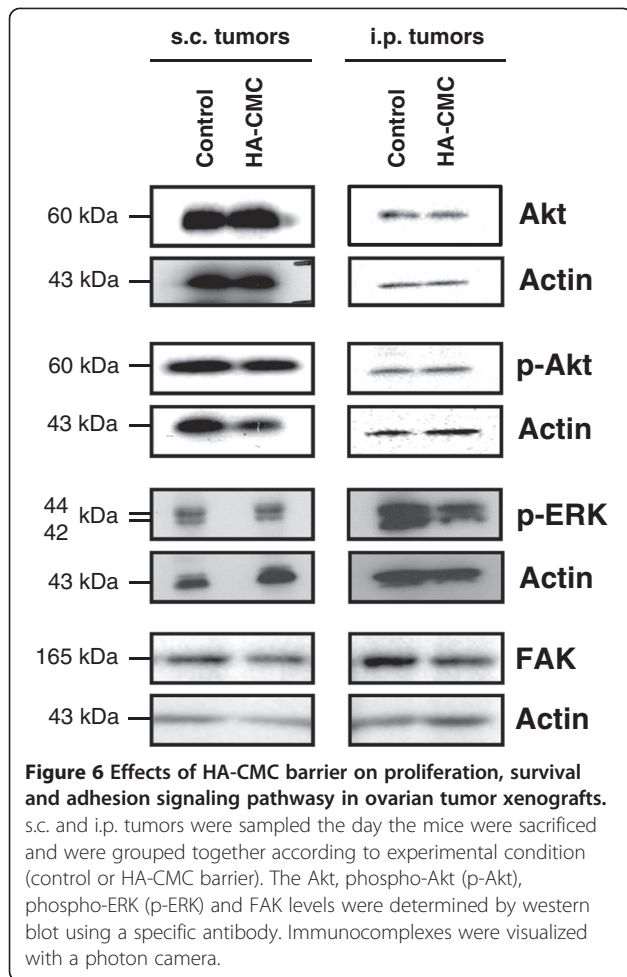 s.c. tumors i.p. tumors
Control HA-CMC Control HA-CMC
60 kDa Akt
43 kDa Actin
60 kDa p-Akt
43 kDa Actin
44
kDa p-ERK
42
43 kDa Actin
165 kDa FAK
43 kDa Actin
Figure 6 Effects of HA-CMC barrier on proliferation, survival
and adhesion signaling pathwasy in ovarian tumor xenografts.
s.c. and i.p. tumors were sampled the day the mice were sacrificed
and were grouped together according to experimental condition
(control or HA-CMC barrier). The Akt, phospho-Akt (p-Akt),
phospho-ERK (p-ERK) and FAK levels were determined by western
blot using a specific antibody. Immunocomplexes were visualized
with a photon camera.